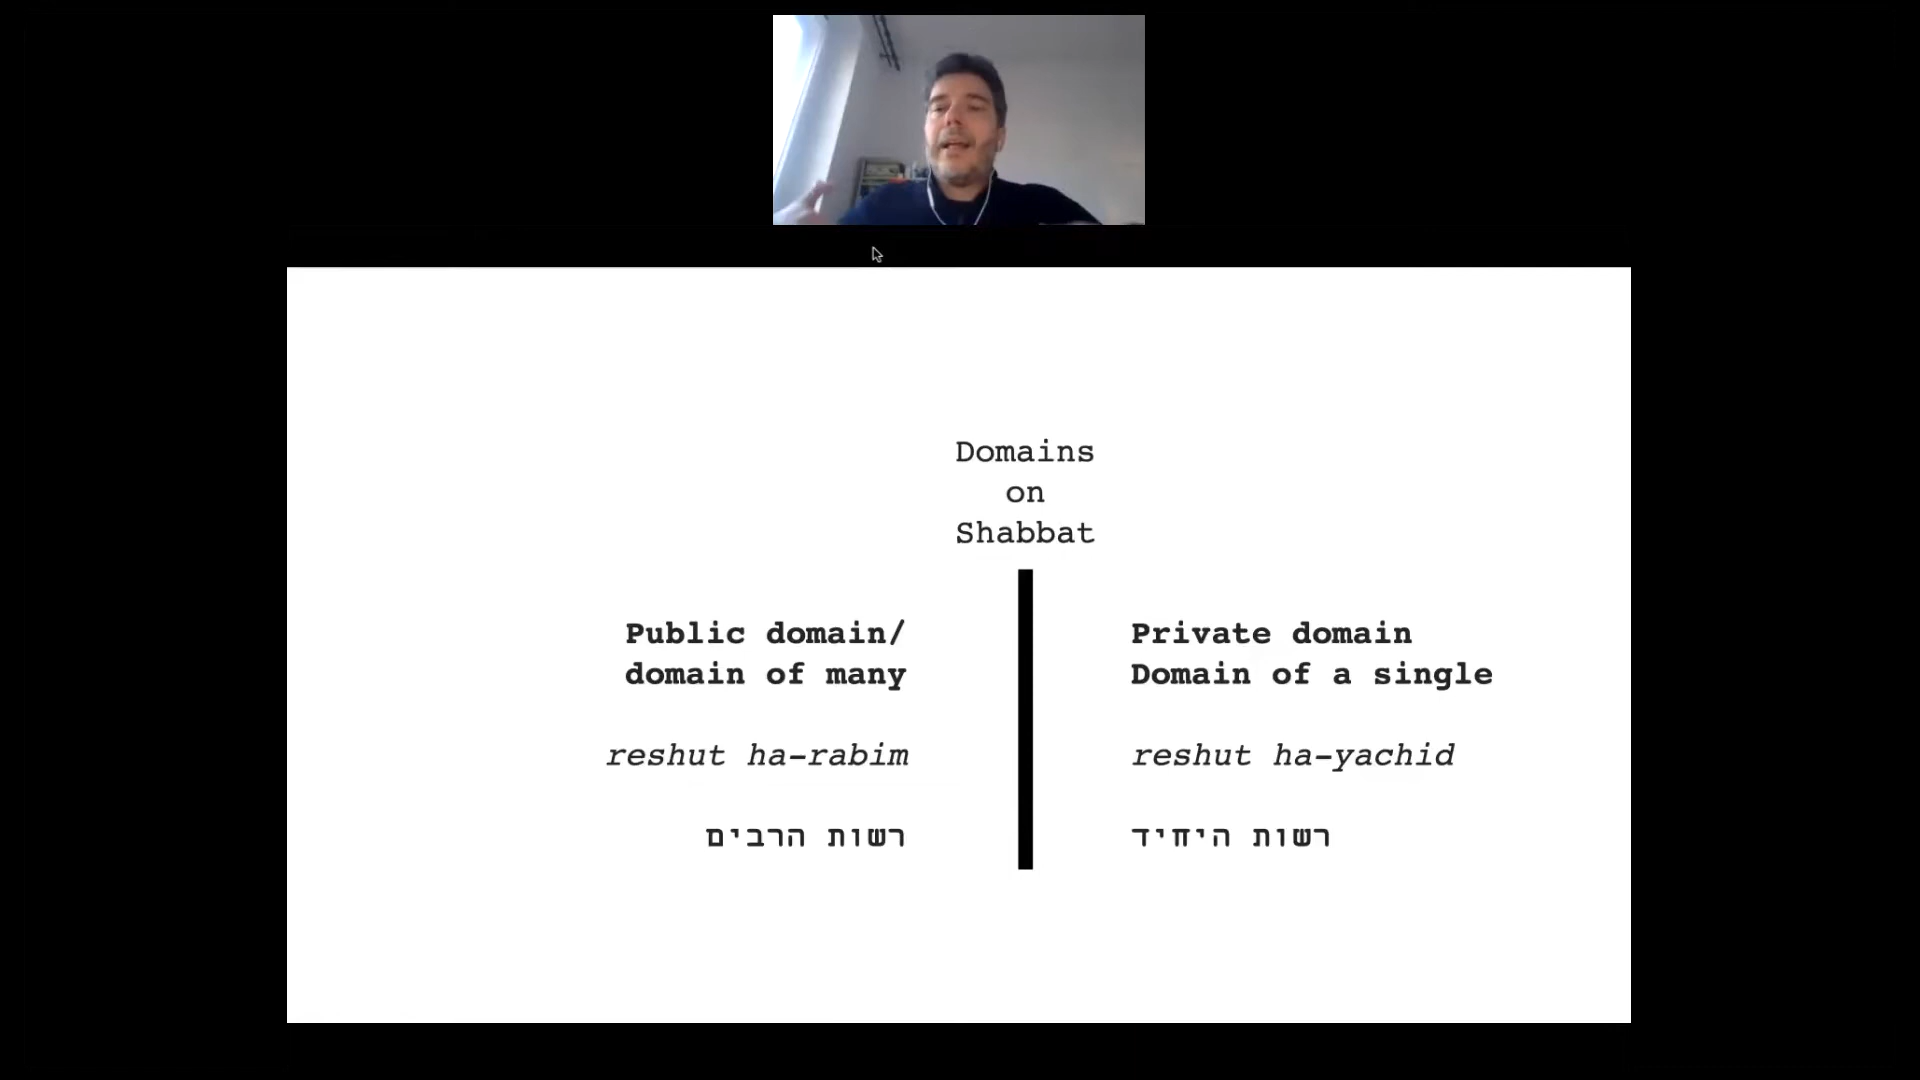 Domains
on
Shabbat
Public domain/
domain of many
reshut ha-rabim
רשות הרבים
Private domain
Domain of a single
reshut ha-yachid
רשות היחיד